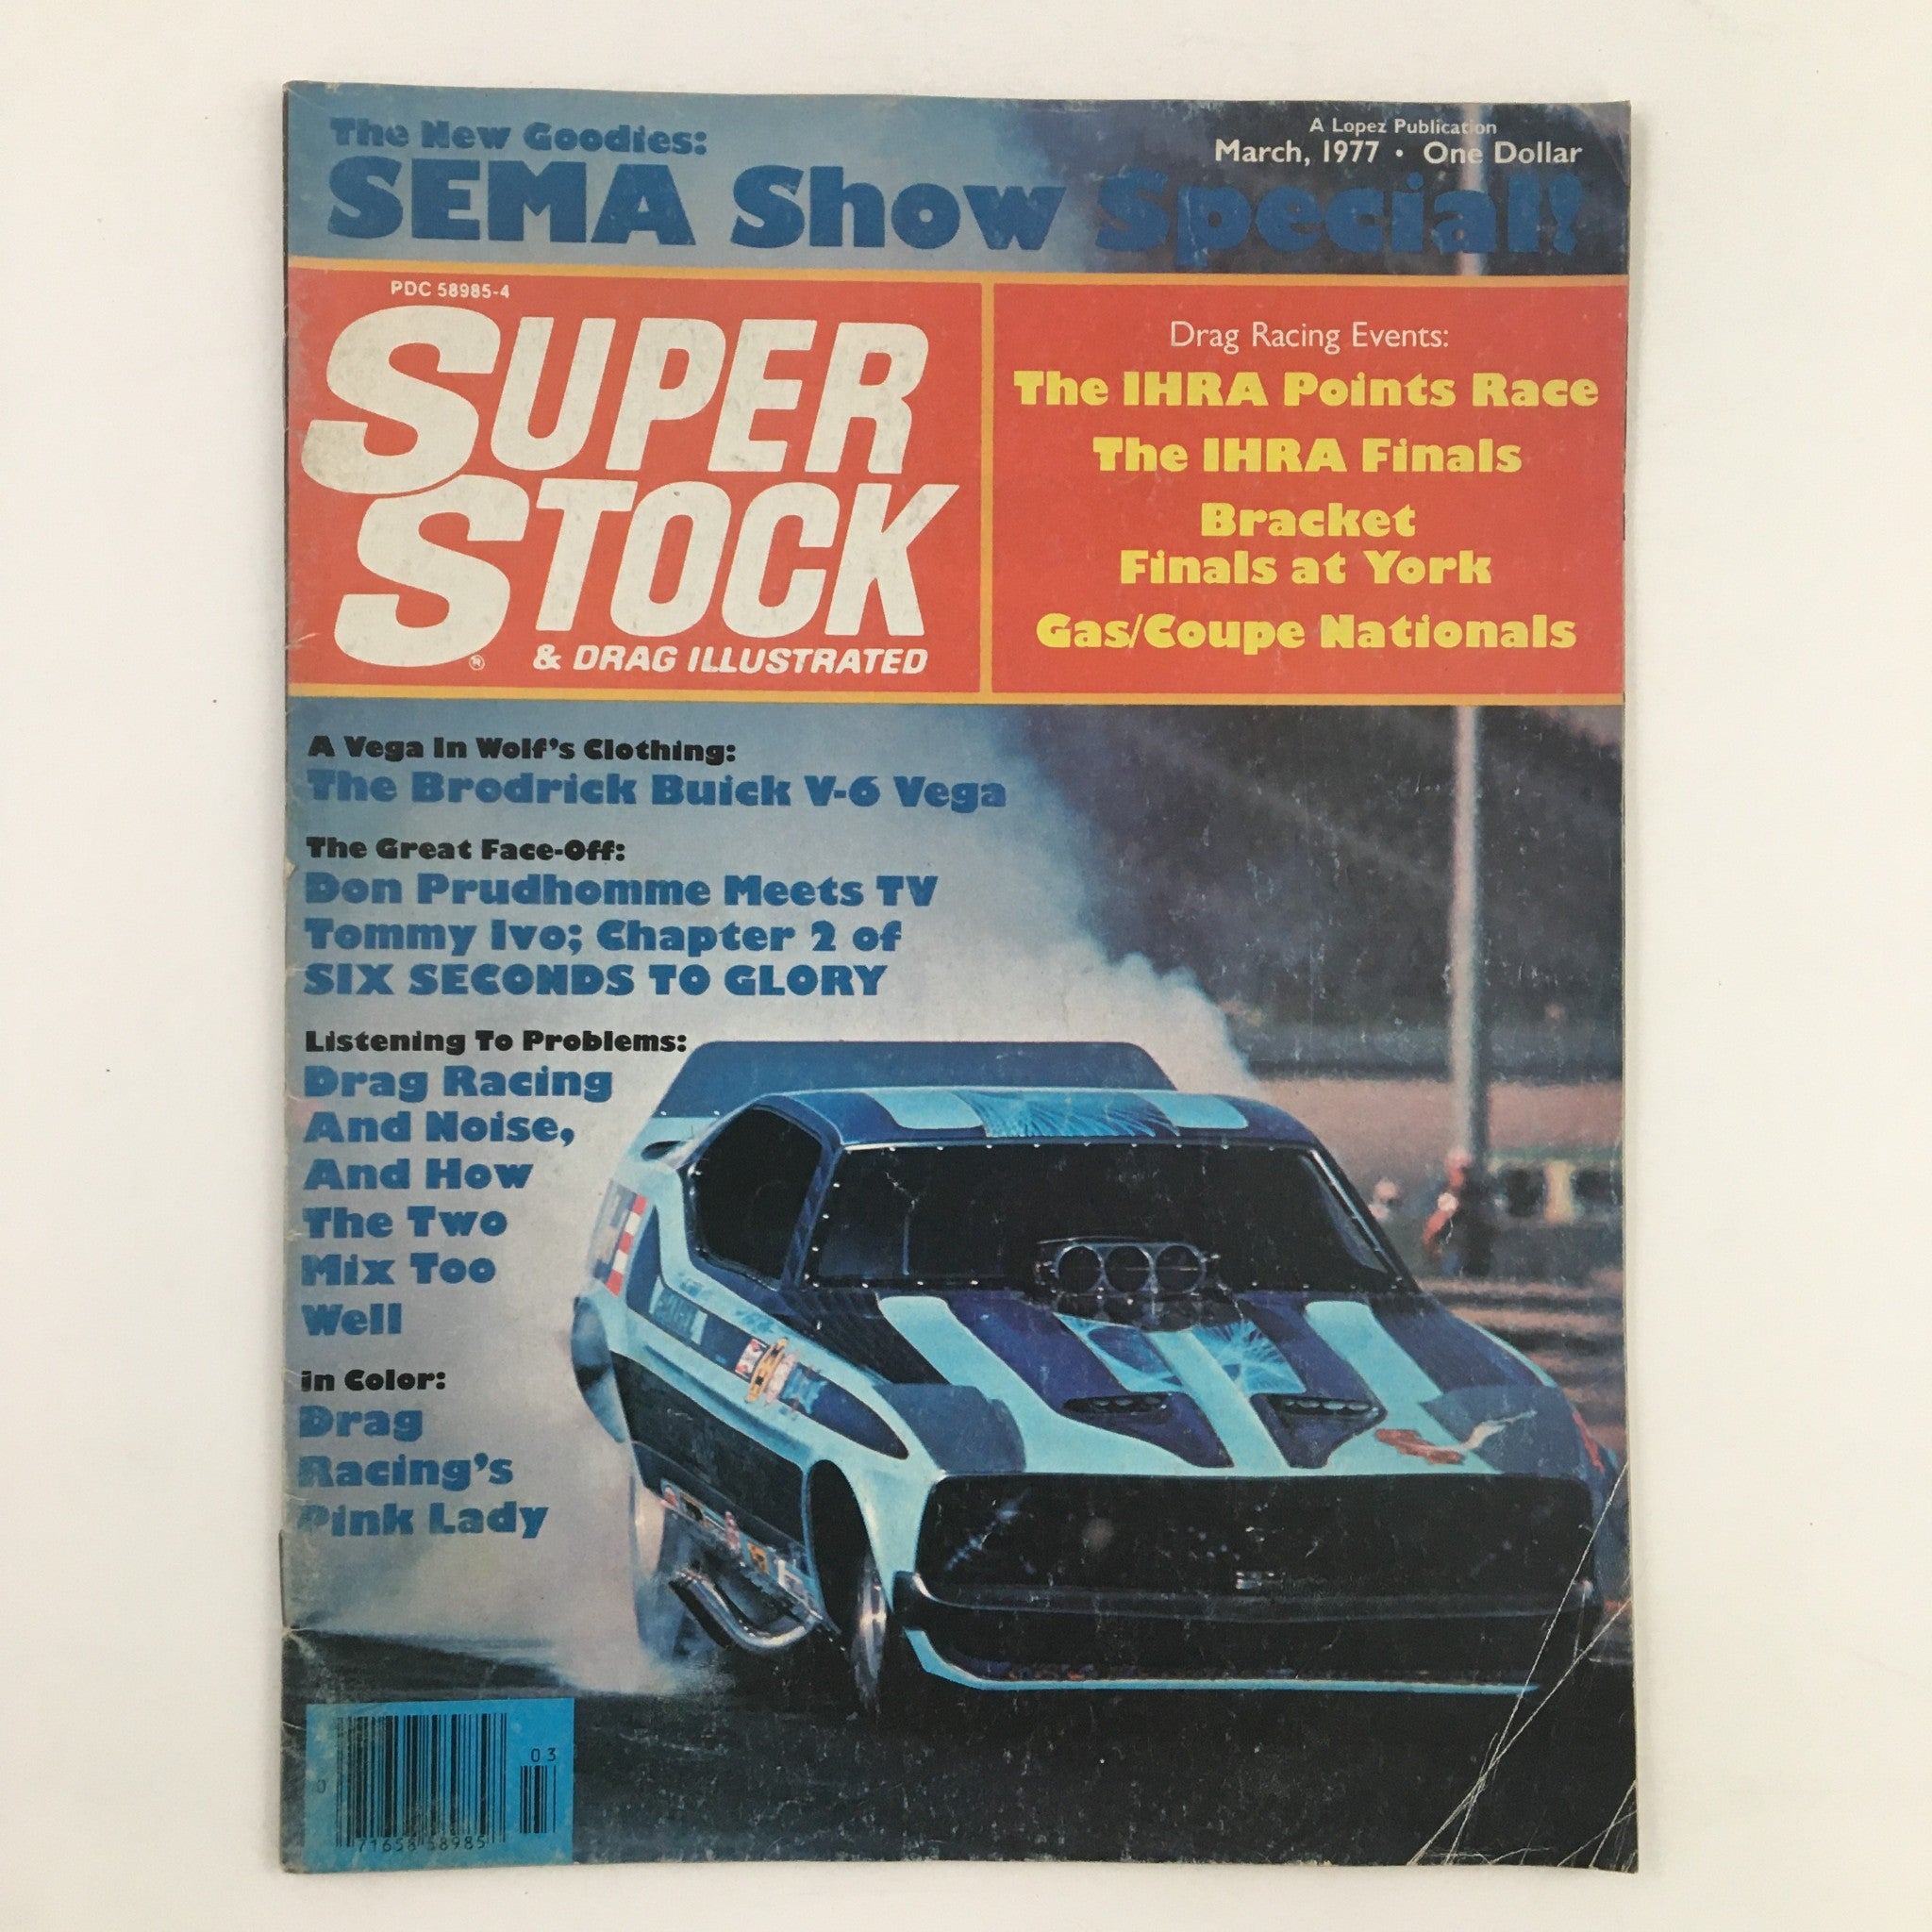 The New Goodies:
SEMA Show Special!
A Lopez Publication
March, 1977 • One Dollar
PDC 58985-4
SUPER
STOCK
® & DRAG ILLUSTRATED
Drag Racing Events:
The IHRA Points Race
The IHRA Finals
Bracket
Finals at York
Gas/Coupe Nationals
A Vega In Wolf's Clothing:
The Brodrick Buick V-6 Vega
The Great Face-Off:
Don Prudhomme Meets TV
Tommy Ivo; Chapter 2 of
SIX SECONDS TO GLORY
Listening To Problems:
Drag Racing
And Noise,
And How
The Two
Mix Too
Well
in Color:
Drag
Racing's
Pink Lady
03
0
71658 58985